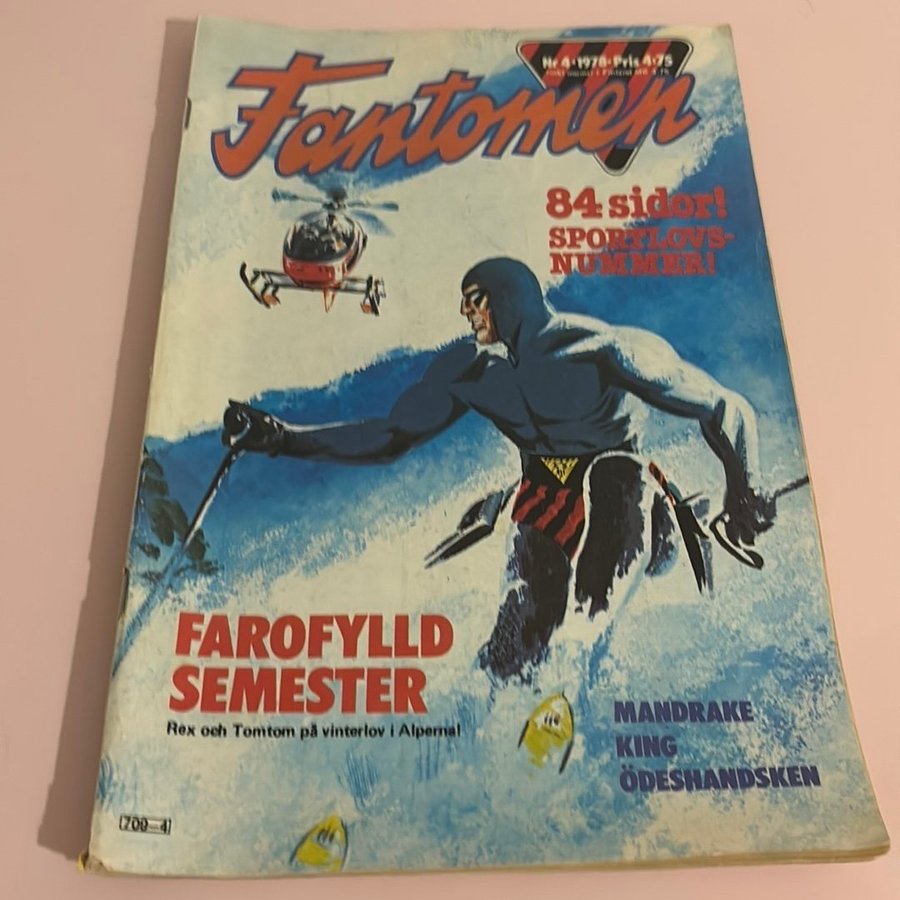 Nr 4·1978·Pris 4·75
Fantomen
84 sidor!
SPORTLOVS-
NUMMER!
FAROFYLLD
SEMESTER
Rex och Tomtom på vinterlov i Alperna!
MANDRAKE
KING
ÖDESHANDSKEN
709—4